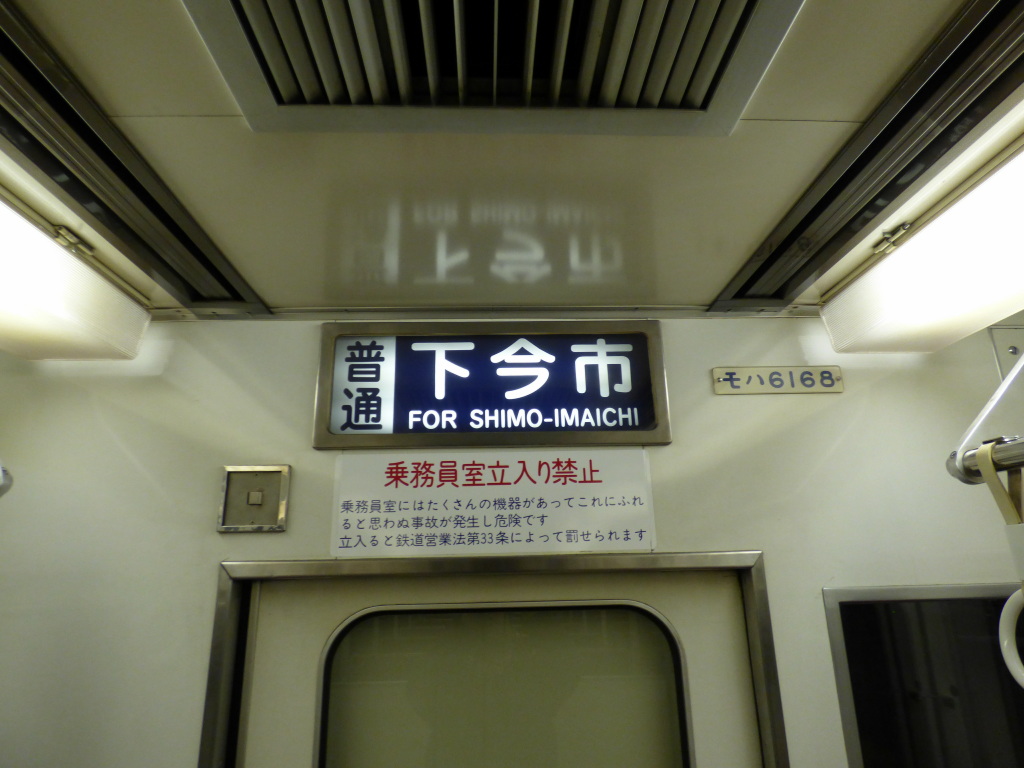 普通
下今市
FOR SHIMO-IMAICHI
モハ6168
乗務員室立入り禁止
乗務員室にはたくさんの機器があってこれにふれ
ると思わぬ事故が発生し危険です
立入ると鉄道営業法第33条によって罰せられます